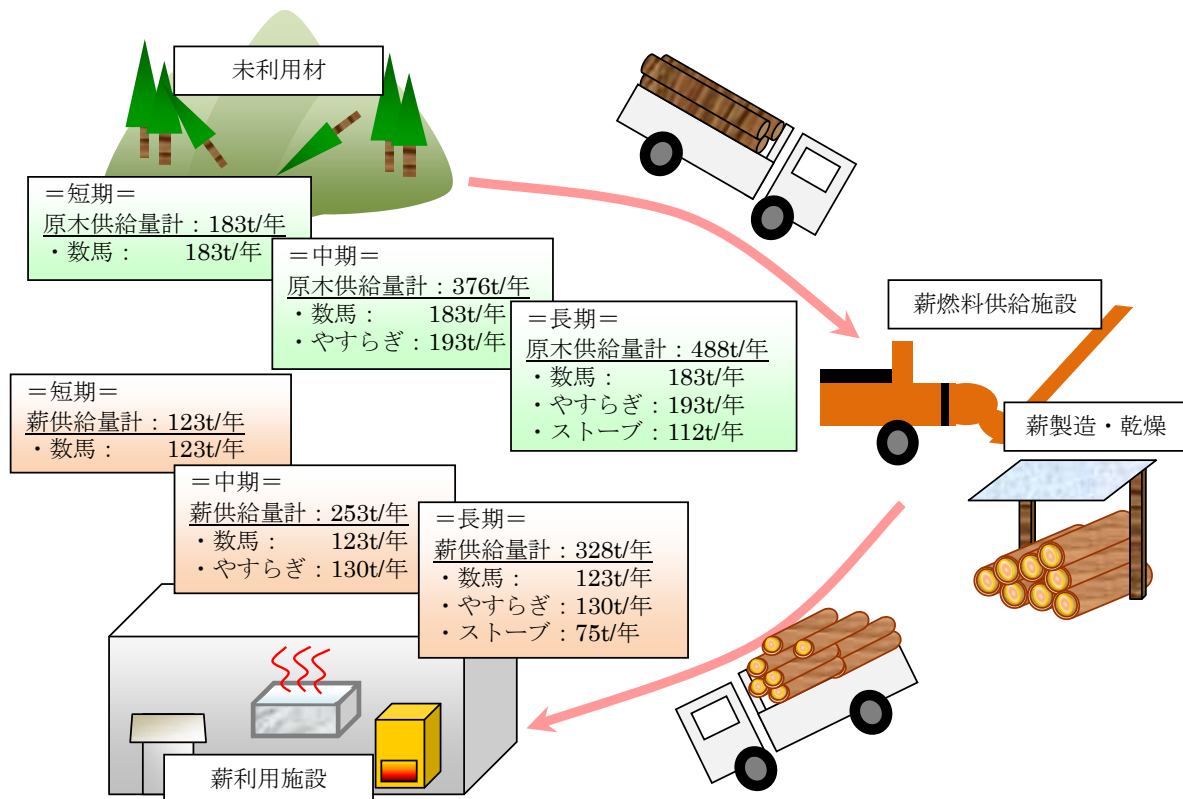 未利用材
＝短期＝
原木供給量計：183t/年
・数馬：　　183t/年
＝中期＝
原木供給量計：376t/年
・数馬：　　183t/年
・やすらぎ：193t/年
＝長期＝
原木供給量計：488t/年
・数馬：　　183t/年
・やすらぎ：193t/年
・ストーブ：112t/年
薪燃料供給施設
薪製造・乾燥
＝短期＝
薪供給量計：123t/年
・数馬：　　123t/年
＝中期＝
薪供給量計：253t/年
・数馬：　　123t/年
・やすらぎ：130t/年
＝長期＝
薪供給量計：328t/年
・数馬：　　123t/年
・やすらぎ：130t/年
・ストーブ：75t/年
薪利用施設